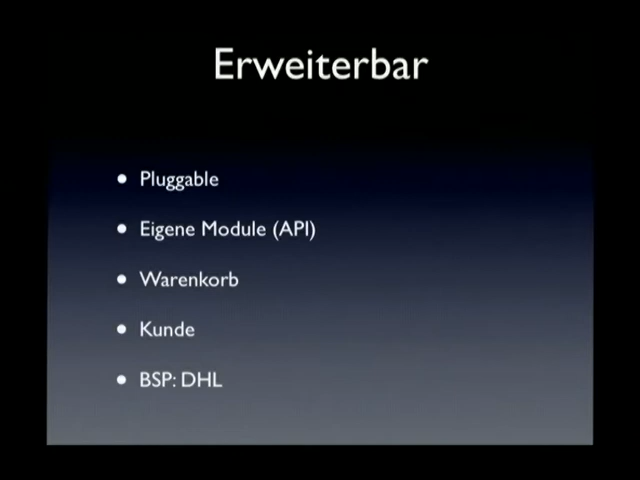 Erweiterbar
• Pluggable
• Eigene Module (API)
• Warenkorb
• Kunde
• BSP: DHL